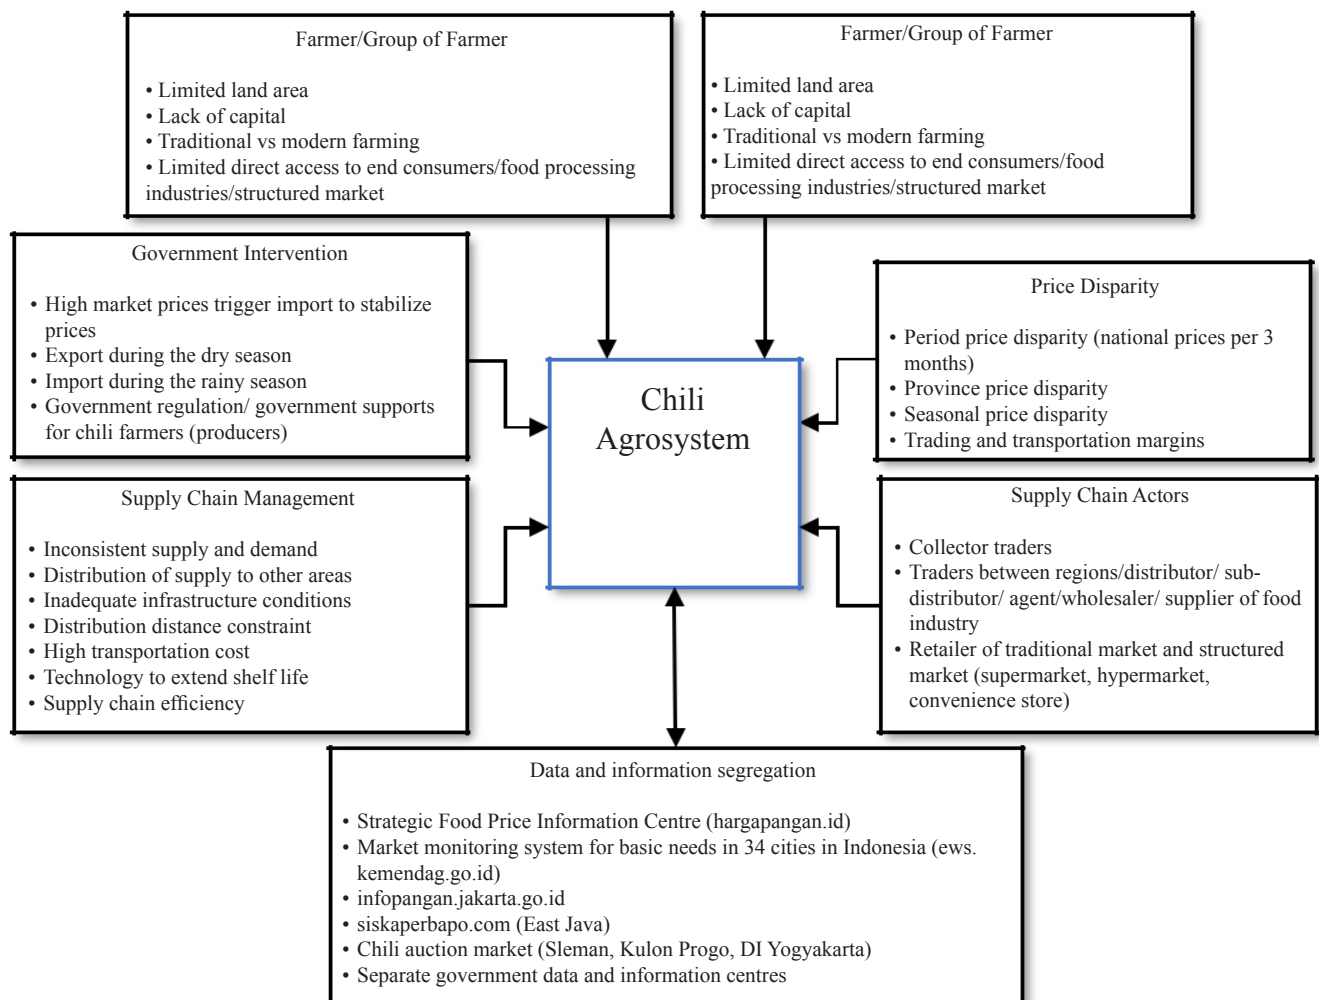 Farmer/Group of Farmer
• Limited land area
• Lack of capital
• Traditional vs modern farming
• Limited direct access to end consumers/food processing
industries/structured market
Farmer/Group of Farmer
• Limited land area
• Lack of capital
• Traditional vs modern farming
• Limited direct access to end consumers/food
processing industries/structured market
Government Intervention
• High market prices trigger import to stabilize
prices
• Export during the dry season
• Import during the rainy season
• Government regulation/ government supports
for chili farmers (producers)
Chili
Agrosystem
Price Disparity
• Period price disparity (national prices per 3
months)
• Province price disparity
• Seasonal price disparity
• Trading and transportation margins
Supply Chain Management
• Inconsistent supply and demand
• Distribution of supply to other areas
• Inadequate infrastructure conditions
• Distribution distance constraint
• High transportation cost
• Technology to extend shelf life
• Supply chain efficiency
Supply Chain Actors
• Collector traders
• Traders between regions/distributor/ sub-
distributor/ agent/wholesaler/ supplier of food
industry
• Retailer of traditional market and structured
market (supermarket, hypermarket,
convenience store)
Data and information segregation
• Strategic Food Price Information Centre (hargapangan.id)
• Market monitoring system for basic needs in 34 cities in Indonesia (ews.
kemendag.go.id)
• infopangan.jakarta.go.id
• siskaperbapo.com (East Java)
• Chili auction market (Sleman, Kulon Progo, DI Yogyakarta)
• Separate government data and information centres